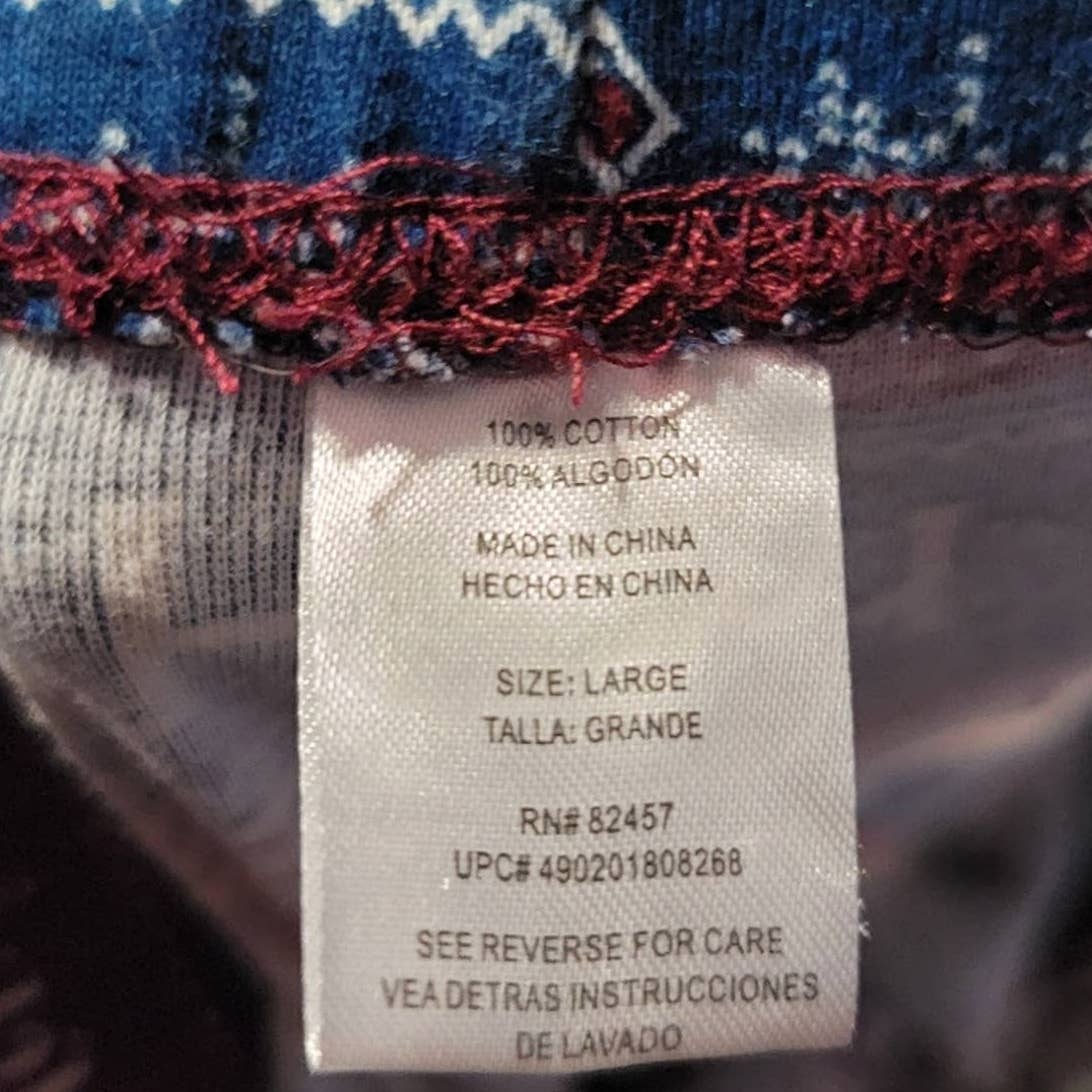 100% COTTON
100% ALGODÓN
MADE IN CHINA
HECHO EN CHINA
SIZE: LARGE
TALLA: GRANDE
RN# 82457
UPC# 490201808268
SEE REVERSE FOR CARE
VEA DETRAS INSTRUCCIONES
DE LAVADO